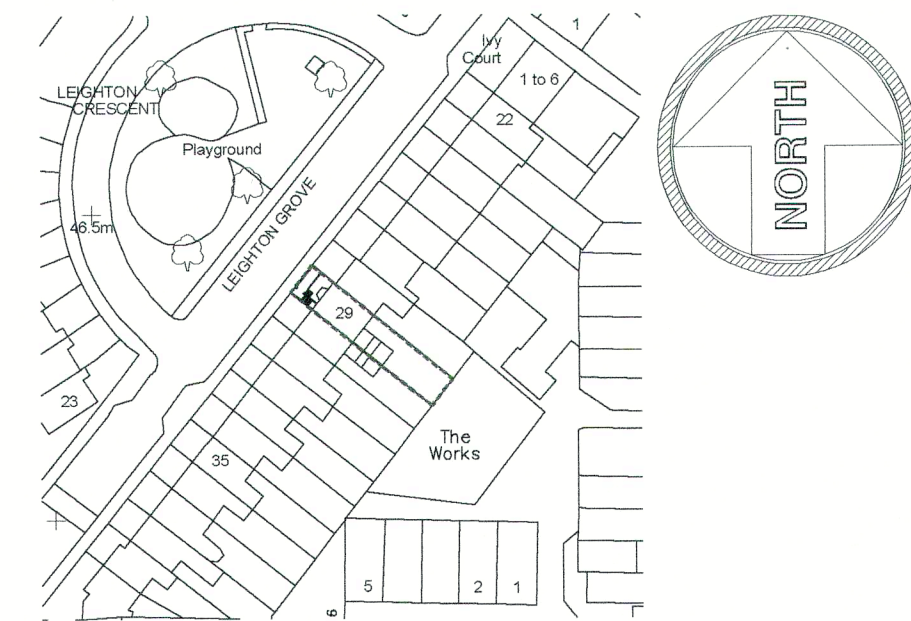 1
Ivy
Court
1 to 6
22
LEIGHTON
CRESCENT
Playground
46.5m
LEIGHTON GROVE
NORTH
29
23
35
The
Works
5
2
1
6